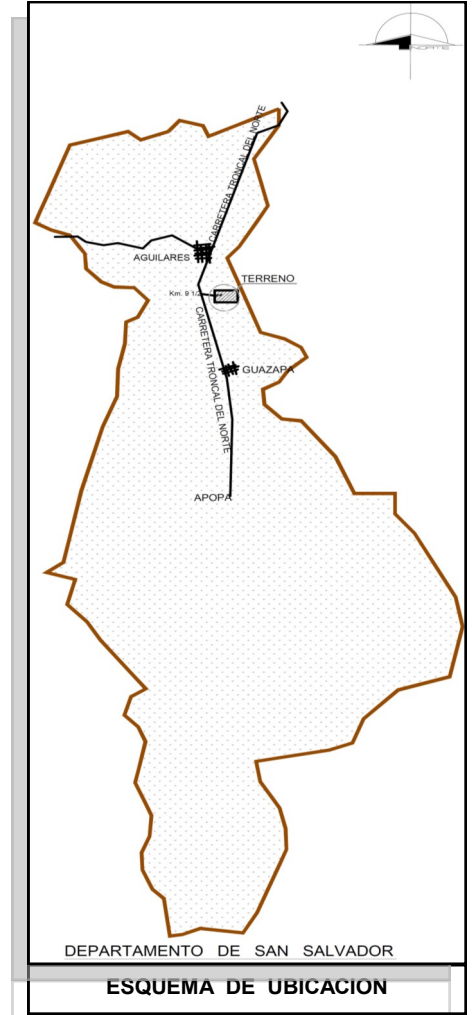 NORTE
CARRETERA TRONCAL DEL NORTE
AGUILARES
TERRENO
Km. 9 1/2
CARRETERA TRONCAL DEL NORTE
GUAZAPA
APOPA
DEPARTAMENTO DE SAN SALVADOR
ESQUEMA DE UBICACION